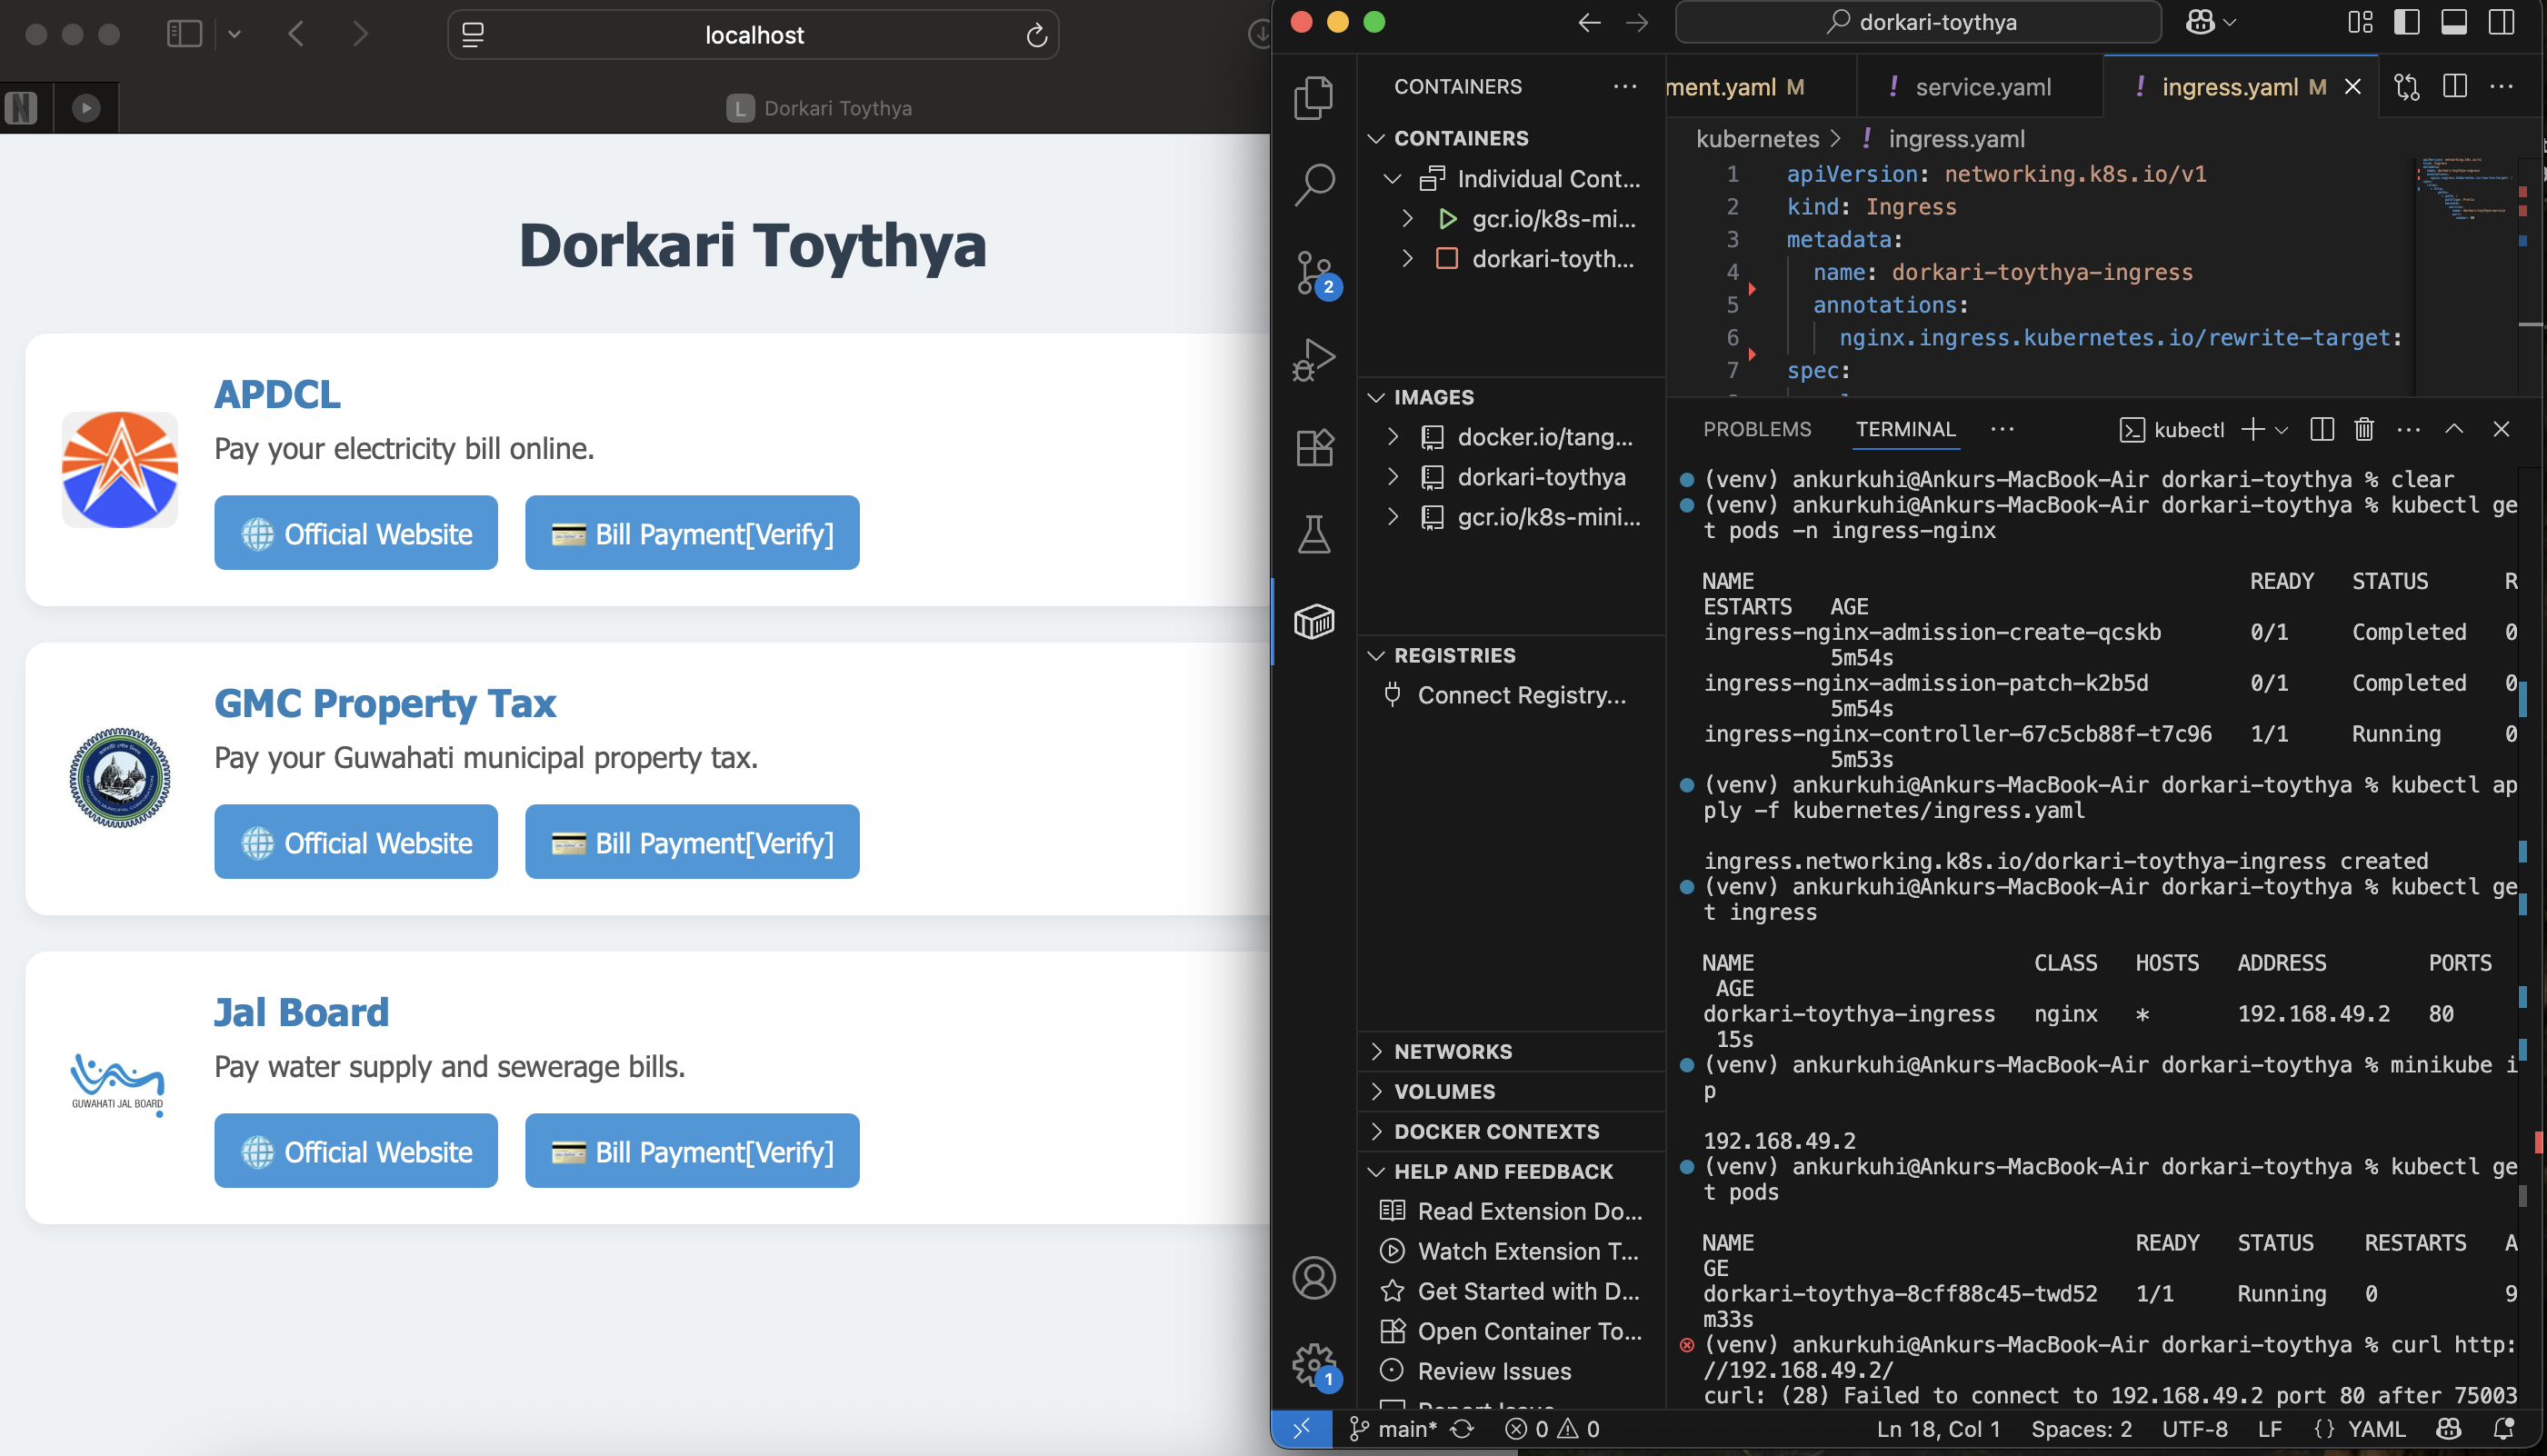 localhost
Dorkari Toythya
Dorkari Toythya
APDCL
Pay your electricity bill online.
Official Website
Bill Payment[Verify]
GMC Property Tax
Pay your Guwahati municipal property tax.
Official Website
Bill Payment[Verify]
GUWAHATI JAL BOARD
Jal Board
Pay water supply and sewerage bills.
Official Website
Bill Payment[Verify]
dorkari-toythya
CONTAINERS
CONTAINERS
Individual Cont...
gcr.io/k8s-mi...
dorkari-toyth...
IMAGES
docker.io/tang...
dorkari-toythya
gcr.io/k8s-mini...
REGISTRIES
Connect Registry...
NETWORKS
VOLUMES
DOCKER CONTEXTS
HELP AND FEEDBACK
Read Extension Do...
Watch Extension T...
Get Started with D...
Open Container To...
Review Issues
Report Issue
2
1
ment.yaml M
! service.yaml
! ingress.yaml M
kubernetes > ! ingress.yaml
1 apiVersion: networking.k8s.io/v1
2 kind: Ingress
3 metadata:
4 name: dorkari-toythya-ingress
5 annotations:
6 nginx.ingress.kubernetes.io/rewrite-target:
7 spec:
PROBLEMS TERMINAL ... kubectl
(venv) ankurkuhi@Ankurs-MacBook-Air dorkari-toythya % clear
(venv) ankurkuhi@Ankurs-MacBook-Air dorkari-toythya % kubectl ge
t pods -n ingress-nginx
NAME READY STATUS R
ESTARTS AGE
ingress-nginx-admission-create-qcskb 0/1 Completed 0
5m54s
ingress-nginx-admission-patch-k2b5d 0/1 Completed 0
5m54s
ingress-nginx-controller-67c5cb88f-t7c96 1/1 Running 0
5m53s
(venv) ankurkuhi@Ankurs-MacBook-Air dorkari-toythya % kubectl ap
ply -f kubernetes/ingress.yaml
ingress.networking.k8s.io/dorkari-toythya-ingress created
(venv) ankurkuhi@Ankurs-MacBook-Air dorkari-toythya % kubectl ge
t ingress
NAME CLASS HOSTS ADDRESS PORTS
AGE
dorkari-toythya-ingress nginx * 192.168.49.2 80
15s
(venv) ankurkuhi@Ankurs-MacBook-Air dorkari-toythya % minikube i
p
192.168.49.2
(venv) ankurkuhi@Ankurs-MacBook-Air dorkari-toythya % kubectl ge
t pods
NAME READY STATUS RESTARTS A
GE
dorkari-toythya-8cff88c45-twd52 1/1 Running 0 9
m33s
(venv) ankurkuhi@Ankurs-MacBook-Air dorkari-toythya % curl http:
//192.168.49.2/
curl: (28) Failed to connect to 192.168.49.2 port 80 after 75003
main* 0 0 Ln 18, Col 1 Spaces: 2 UTF-8 LF {} YAML